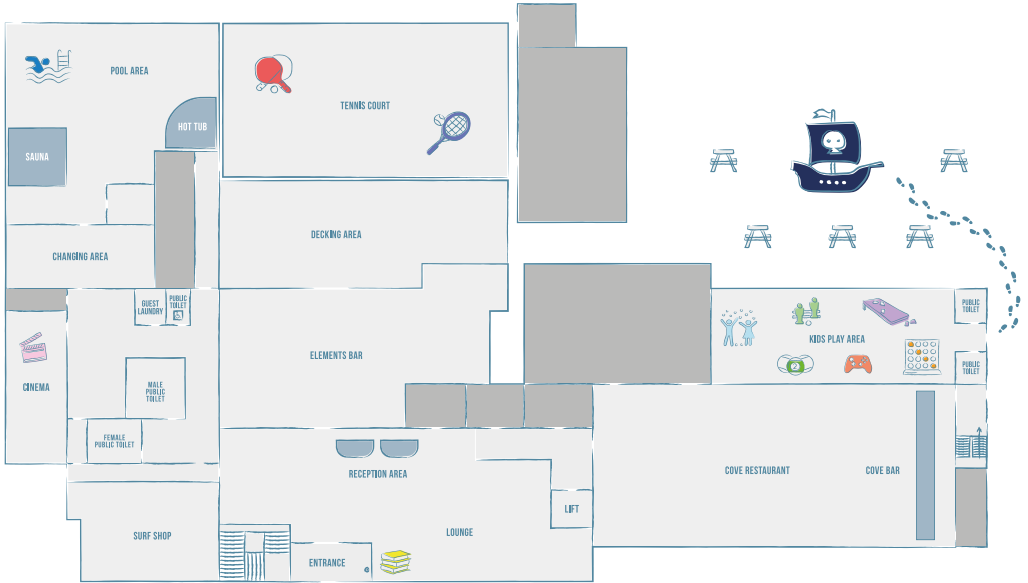 POOL AREA
HOT TUB
SAUNA
TENNIS COURT
DECKING AREA
CHANGING AREA
GUEST
LAUNDRY
PUBLIC
TOILET
CINEMA
MALE
PUBLIC
TOILET
FEMALE
PUBLIC TOILET
ELEMENTS BAR
KIDS PLAY AREA
2
PUBLIC
TOILET
PUBLIC
TOILET
RECEPTION AREA
COVE RESTAURANT
COVE BAR
LIFT
SURF SHOP
LOUNGE
ENTRANCE